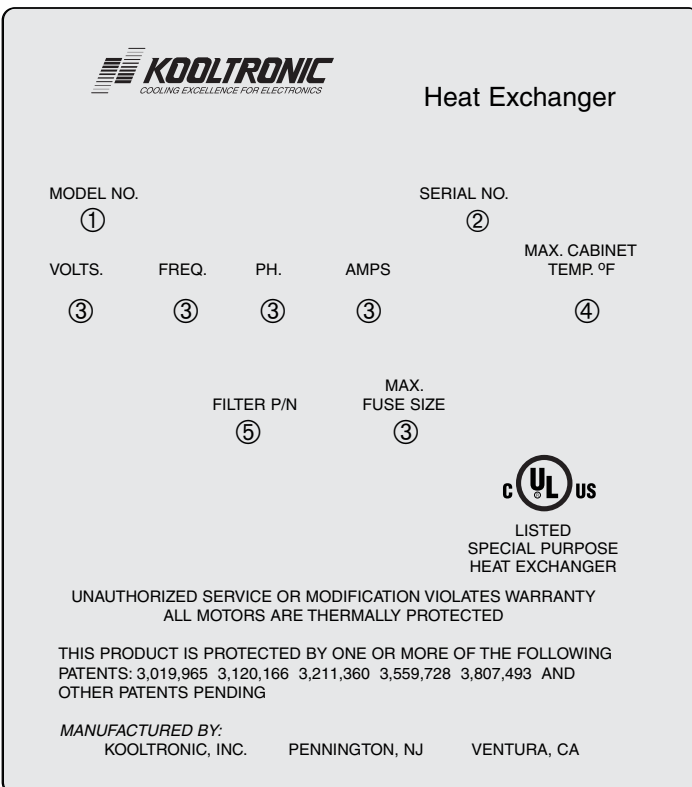 KOOLTRONIC
COOLING EXCELLENCE FOR ELECTRONICS
Heat Exchanger
MODEL NO. SERIAL NO.
① ②
VOLTS. FREQ. PH. AMPS MAX. CABINET
TEMP. ºF
③ ③ ③ ③ ④
FILTER P/N MAX.
FUSE SIZE
⑤ ③
C UL US
®
LISTED
SPECIAL PURPOSE
HEAT EXCHANGER
UNAUTHORIZED SERVICE OR MODIFICATION VIOLATES WARRANTY
ALL MOTORS ARE THERMALLY PROTECTED
THIS PRODUCT IS PROTECTED BY ONE OR MORE OF THE FOLLOWING
PATENTS: 3,019,965 3,120,166 3,211,360 3,559,728 3,807,493 AND
OTHER PATENTS PENDING
MANUFACTURED BY:
KOOLTRONIC, INC. PENNINGTON, NJ VENTURA, CA